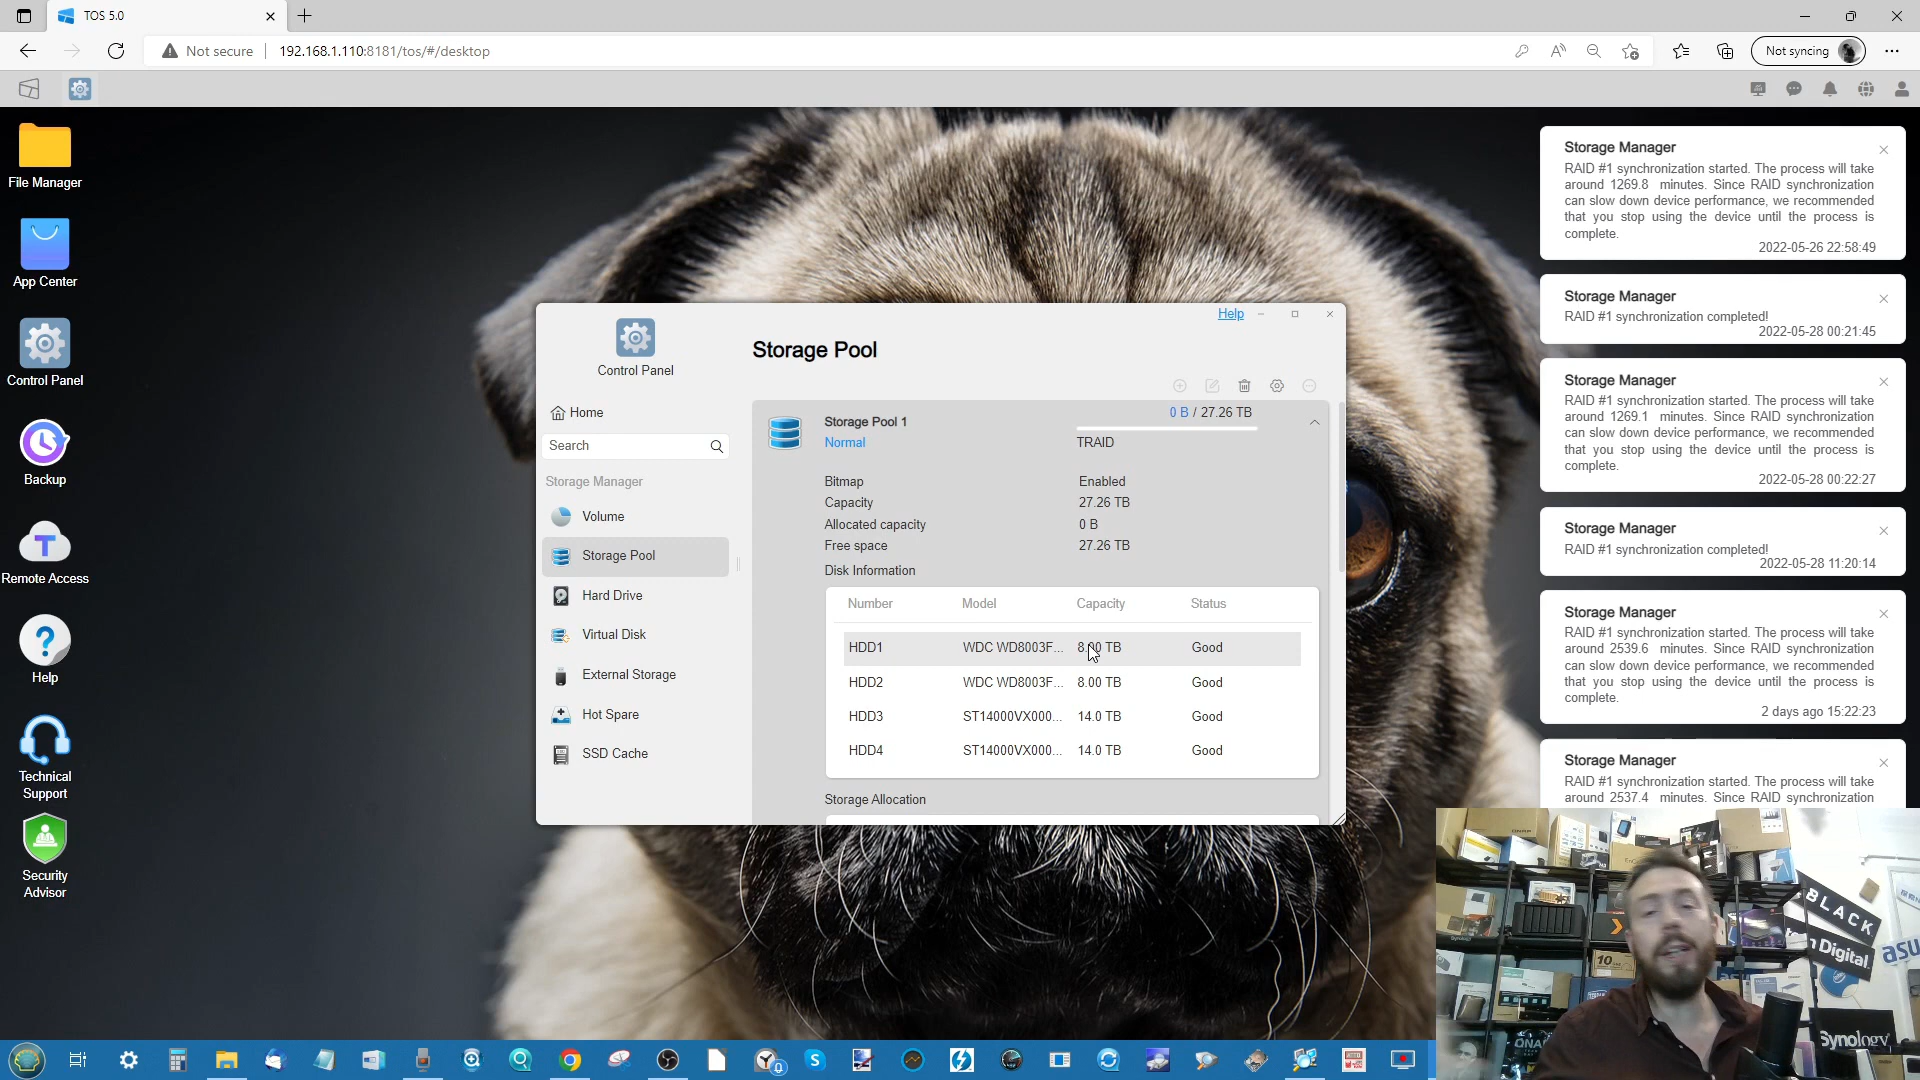 TOS 5.0
Not secure
192.168.1.110:8181/tos/#/desktop
Not syncing
File Manager
App Center
Control Panel
Backup
Remote Access
Help
Technical
Support
Security
Advisor
Help
Control Panel
Home
Search
Storage Manager
Volume
Storage Pool
Hard Drive
Virtual Disk
External Storage
Hot Spare
SSD Cache
Storage Pool
Storage Pool 1
0 B / 27.26 TB
Normal
TRAID
Bitmap Enabled
Capacity 27.26 TB
Allocated capacity 0 B
Free space 27.26 TB
Disk Information
Number Model Capacity Status
HDD1 WDC WD8003F... 8.00 TB Good
HDD2 WDC WD8003F... 8.00 TB Good
HDD3 ST14000VX000... 14.0 TB Good
HDD4 ST14000VX000... 14.0 TB Good
Storage Allocation
Storage Manager
RAID #1 synchronization started. The process will take
around 1269.8 minutes. Since RAID synchronization
can slow down device performance, we recommended
that you stop using the device until the process is
complete.
2022-05-26 22:58:49
Storage Manager
RAID #1 synchronization completed!
2022-05-28 00:21:45
Storage Manager
RAID #1 synchronization started. The process will take
around 1269.1 minutes. Since RAID synchronization
can slow down device performance, we recommended
that you stop using the device until the process is
complete.
2022-05-28 00:22:27
Storage Manager
RAID #1 synchronization completed!
2022-05-28 11:20:14
Storage Manager
RAID #1 synchronization started. The process will take
around 2539.6 minutes. Since RAID synchronization
can slow down device performance, we recommended
that you stop using the device until the process is
complete.
2 days ago 15:22:23
Storage Manager
RAID #1 synchronization started. The process will take
around 2537.4 minutes. Since RAID synchronization
BLACK
Digital
Synology